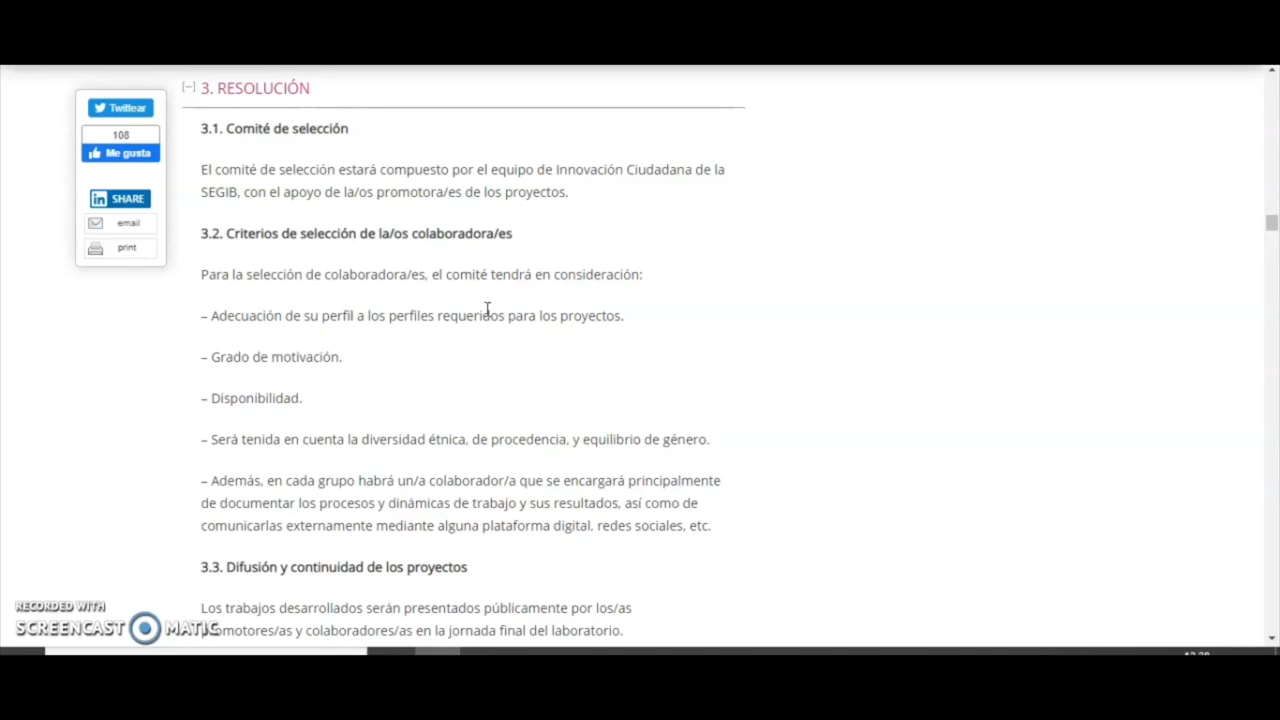 [−] 3. RESOLUCIÓN
Twittear
108
Me gusta
in SHARE
email
print
3.1. Comité de selección
El comité de selección estará compuesto por el equipo de Innovación Ciudadana de la
SEGIB, con el apoyo de la/os promotora/es de los proyectos.
3.2. Criterios de selección de la/os colaboradora/es
Para la selección de colaboradora/es, el comité tendrá en consideración:
– Adecuación de su perfil a los perfiles requeridos para los proyectos.
– Grado de motivación.
– Disponibilidad.
– Será tenida en cuenta la diversidad étnica, de procedencia, y equilibrio de género.
– Además, en cada grupo habrá un/a colaborador/a que se encargará principalmente
de documentar los procesos y dinámicas de trabajo y sus resultados, así como de
comunicarlas externamente mediante alguna plataforma digital, redes sociales, etc.
3.3. Difusión y continuidad de los proyectos
Los trabajos desarrollados serán presentados públicamente por los/as
promotores/as y colaboradores/as en la jornada final del laboratorio.
RECORDED WITH
SCREENCAST MATIC